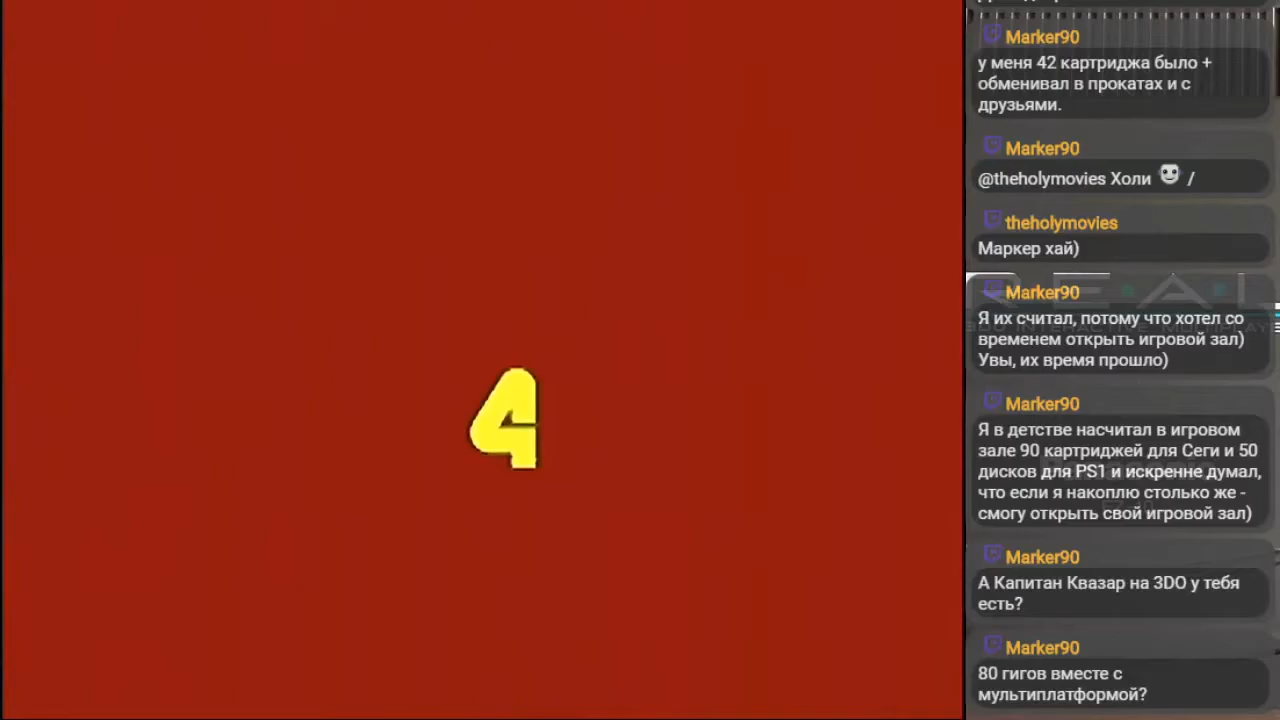 4
Marker90
у меня 42 картриджа было +
обменивал в прокатах и с
друзьями.
Marker90
@theholymovies Холи /
theholymovies
Маркер хай)
Marker90
Я их считал, потому что хотел со
временем открыть игровой зал)
Увы, их время прошло)
Marker90
Я в детстве насчитал в игровом
зале 90 картриджей для Сеги и 50
дисков для PS1 и искренне думал,
что если я накоплю столько же -
смогу открыть свой игровой зал)
Marker90
А Капитан Квазар на 3DO у тебя
есть?
Marker90
80 гигов вместе с
мультиплатформой?